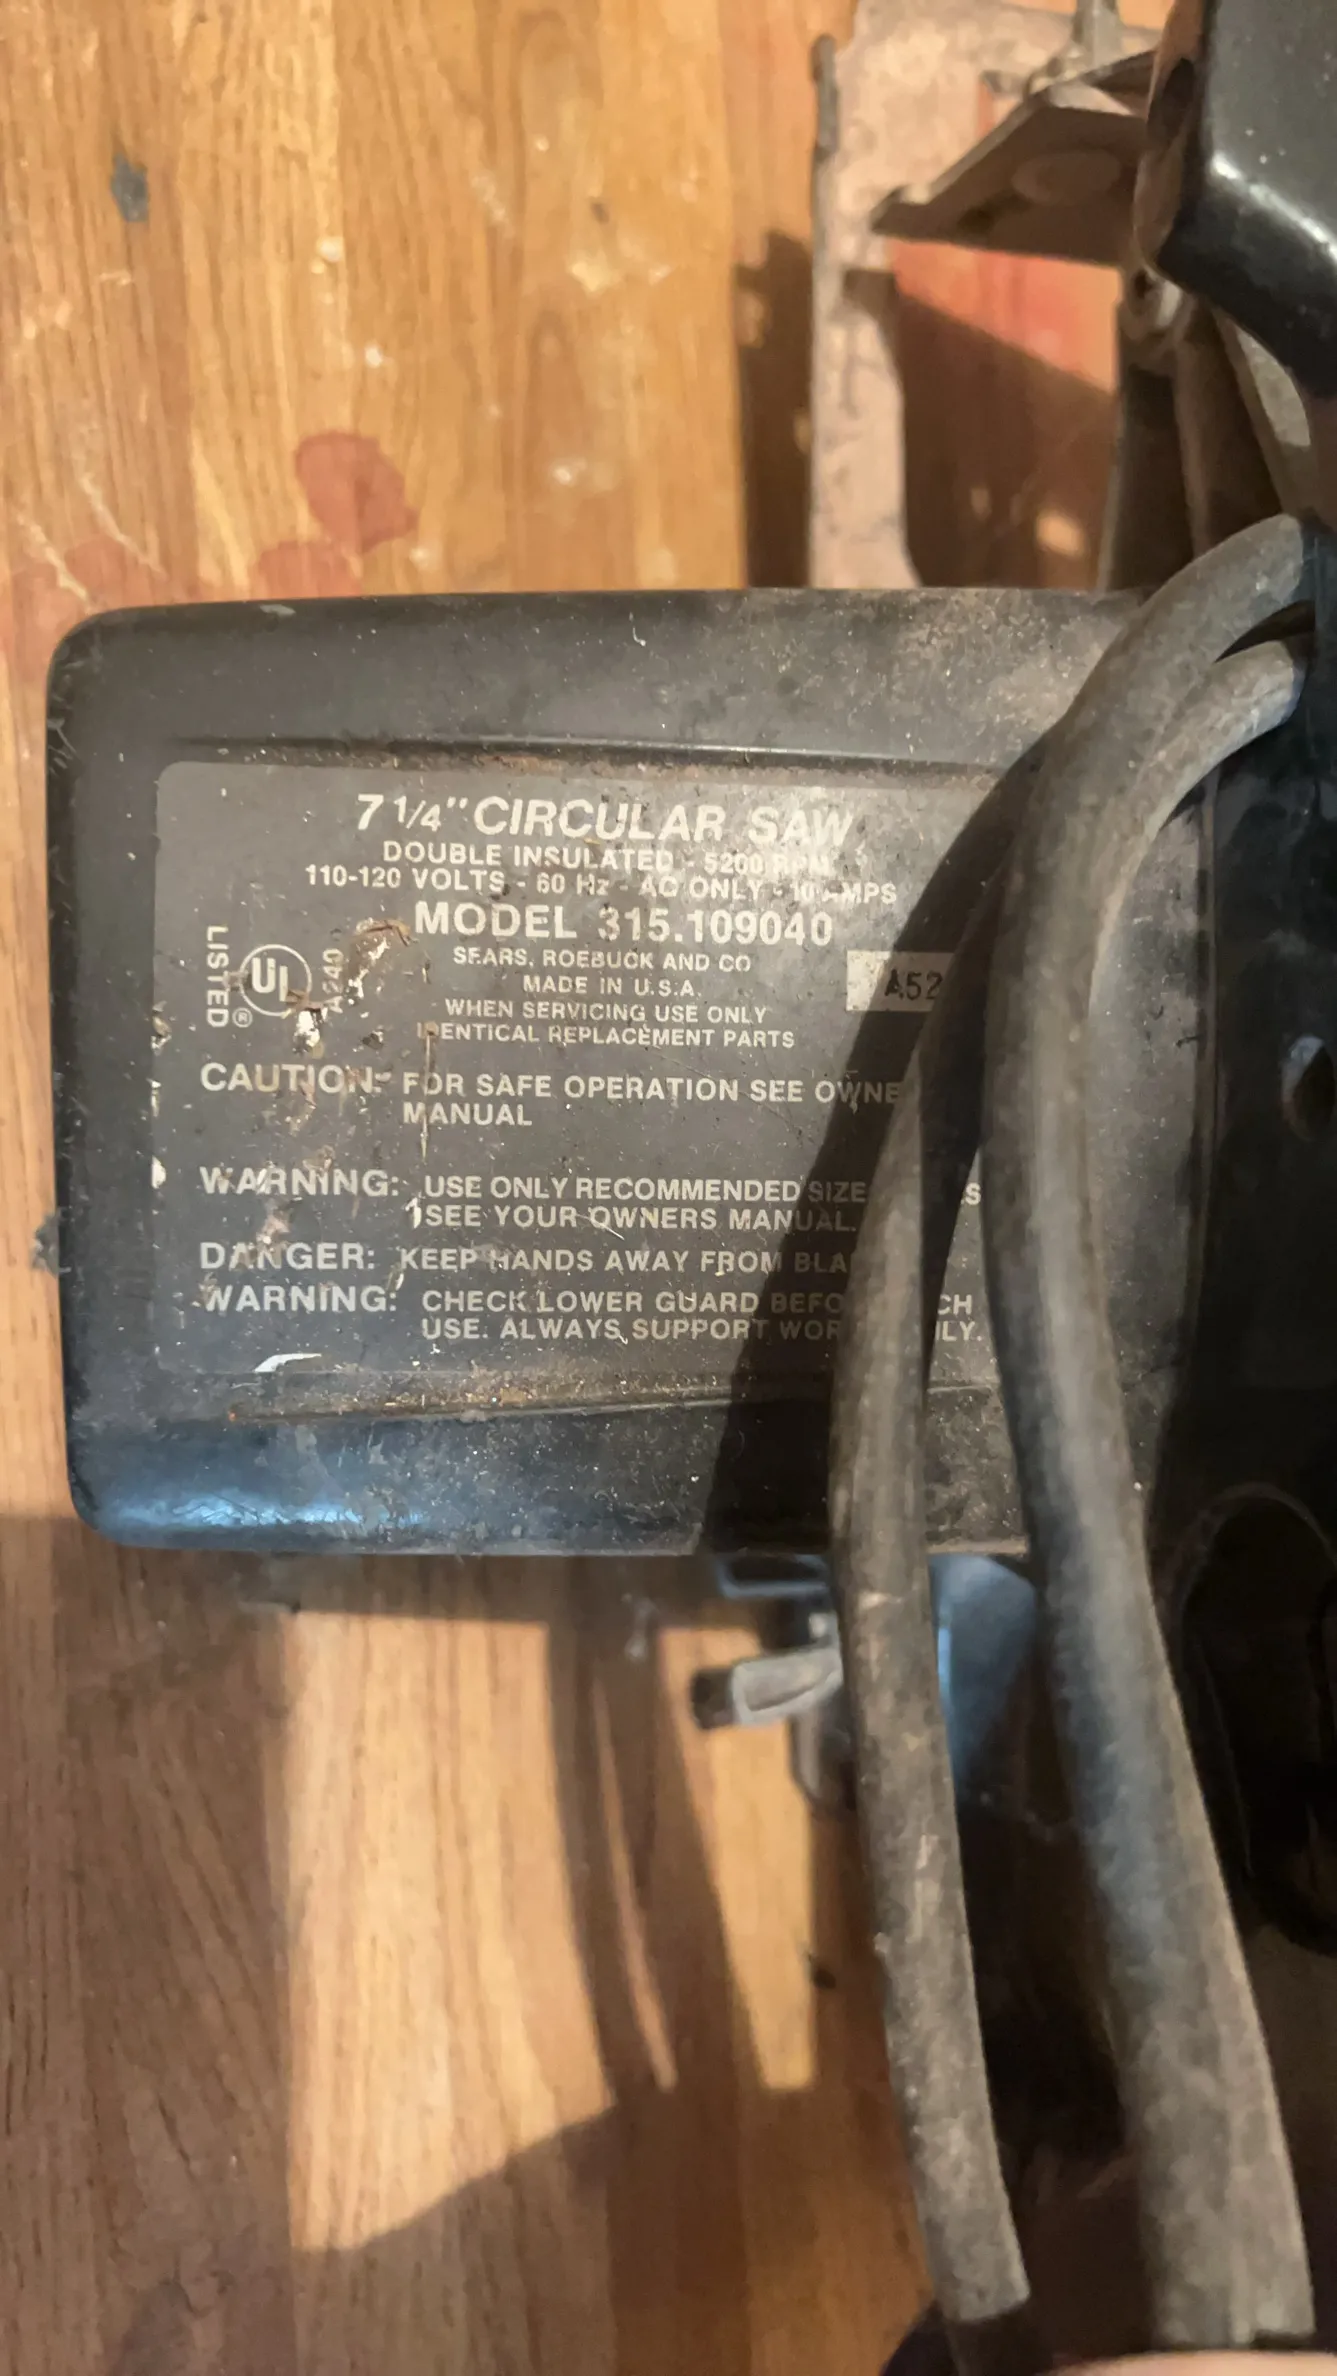 7 1/4" CIRCULAR SAW
DOUBLE INSULATED - 5200 RPM
110-120 VOLTS - 60 Hz - AC ONLY - 10 AMPS
MODEL 315.109040
SEARS, ROEBUCK AND CO
MADE IN U.S.A.
WHEN SERVICING USE ONLY
IDENTICAL REPLACEMENT PARTS
LISTED
UL
®
A240
A52
CAUTION: FOR SAFE OPERATION SEE
MANUAL
WARNING: USE ONLY RECOMMENDED SIZE
SEE YOUR OWNERS MANUAL.
DANGER: KEEP HANDS AWAY FROM
WARNING: CHECK LOWER GUARD
USE. ALWAYS SUPPORT